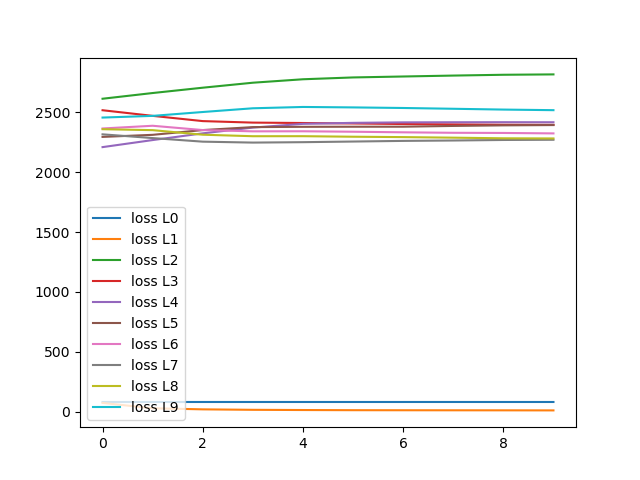 2500
2000
1500
1000
500
0
loss L0
loss L1
loss L2
loss L3
loss L4
loss L5
loss L6
loss L7
loss L8
loss L9
0 2 4 6 8